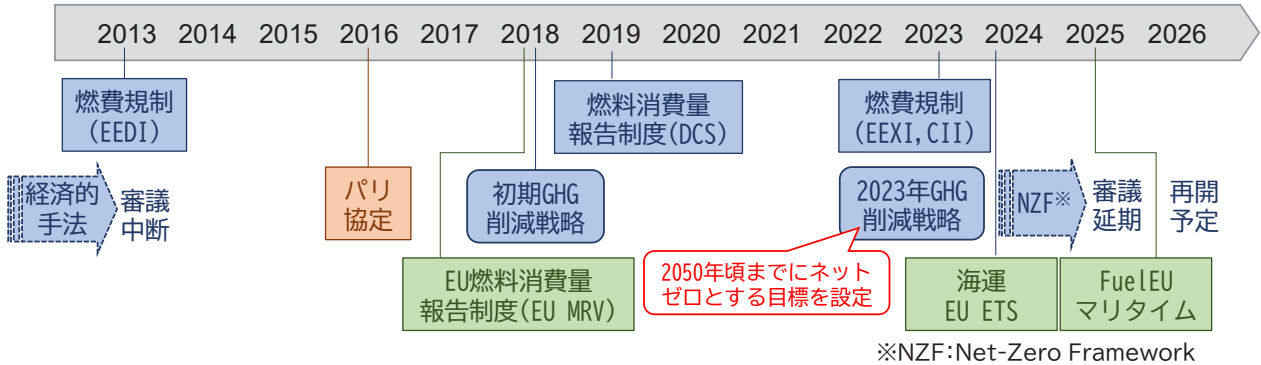 2013 2014 2015 2016 2017 2018 2019 2020 2021 2022 2023 2024 2025 2026
燃費規制
(EEDI)
燃料消費量
報告制度(DCS)
燃費規制
(EEXI,CII)
経済的
手法
審議
中断
パリ
協定
初期GHG
削減戦略
2023年GHG
削減戦略
NZF※
審議
延期
再開
予定
2050年頃までにネット
ゼロとする目標を設定
EU燃料消費量
報告制度(EU MRV)
海運
EU ETS
FuelEU
マリタイム
※NZF:Net-Zero Framework